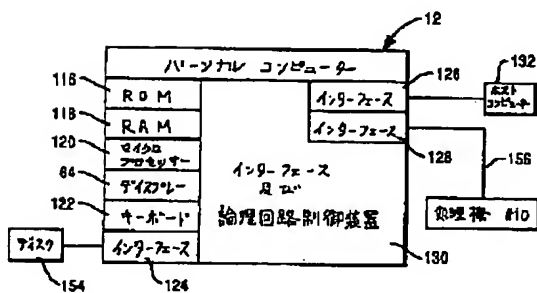 12
パーソナル コンピューター
116
ROM
118
RAM
120
マイクロ
プロセッサー
64
ディスプレー
122
キーボード
インターフェース
124
ディスク
154
インターフェース
126
インターフェース
128
インターフェース
及び
論理回路制御装置
130
132
ホスト
コンピューター
156
処理機 #10